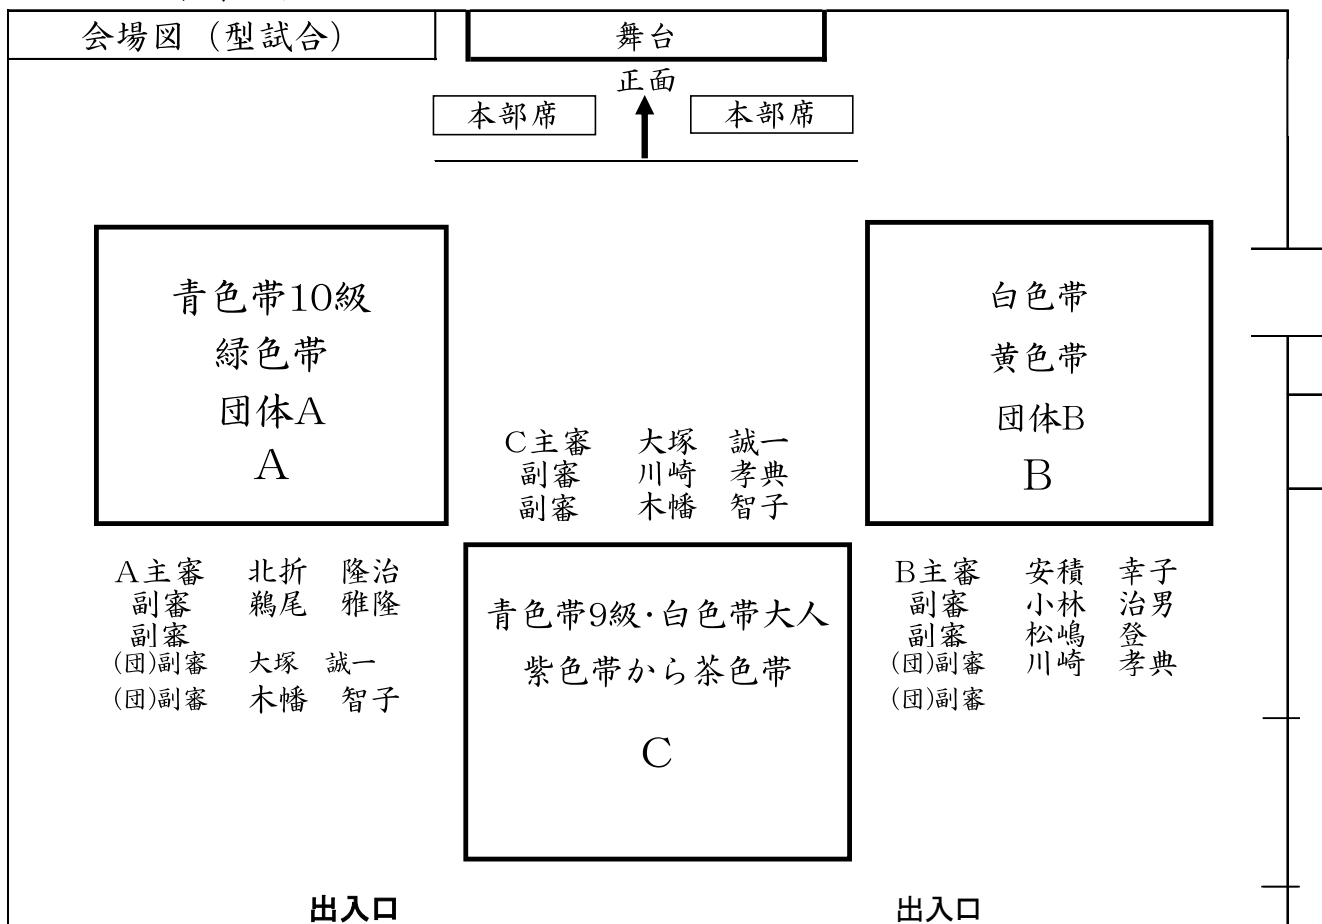 会場図（型試合）
舞台
正面
本部席
本部席
青色帯10級
緑色帯
団体A
A
白色帯
黄色帯
団体B
B
C主審 大塚 誠一
副審 川崎 孝典
副審 木幡 智子
A主審 北折 隆治
副審 鵜尾 雅隆
副審
(団)副審 大塚 誠一
(団)副審 木幡 智子
青色帯9級・白色帯大人
紫色帯から茶色帯
C
B主審 安積 幸子
副審 小林 治男
副審 松嶋 登
(団)副審 川崎 孝典
(団)副審
出入口
出入口